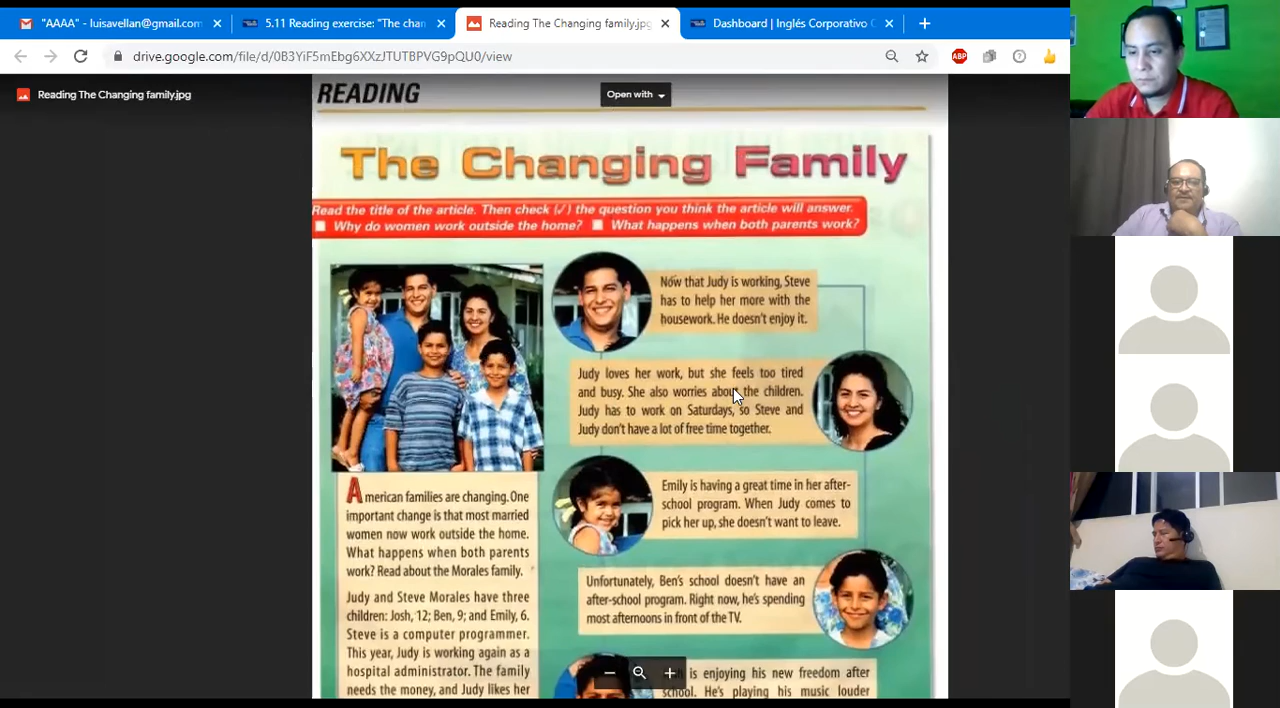 "AAAA" - luisavellan@gmail.com
5.11 Reading exercise: "The chan
Reading The Changing family.jpg
Dashboard | Inglés Corporativo
drive.google.com/file/d/0B3YiF5mEbg6XXzJTUTBPVG9pQU0/view
ABP
Reading The Changing family.jpg
Open with
READING
The Changing Family
Read the title of the article. Then check (✓) the question you think the article will answer.
Why do women work outside the home? What happens when both parents work?
Now that Judy is working, Steve
has to help her more with the
housework. He doesn't enjoy it.
Judy loves her work, but she feels too tired
and busy. She also worries about the children.
Judy has to work on Saturdays, so Steve and
Judy don't have a lot of free time together.
Emily is having a great time in her after-
school program. When Judy comes to
pick her up, she doesn't want to leave.
Unfortunately, Ben's school doesn't have an
after-school program. Right now, he's spending
most afternoons in front of the TV.
is enjoying his new freedom after
school. He's playing his music louder
American families are changing. One
important change is that most married
women now work outside the home.
What happens when both parents
work? Read about the Morales family.
Judy and Steve Morales have three
children: Josh, 12; Ben, 9; and Emily, 6.
Steve is a computer programmer.
This year, Judy is working again as a
hospital administrator. The family
needs the money, and Judy likes her